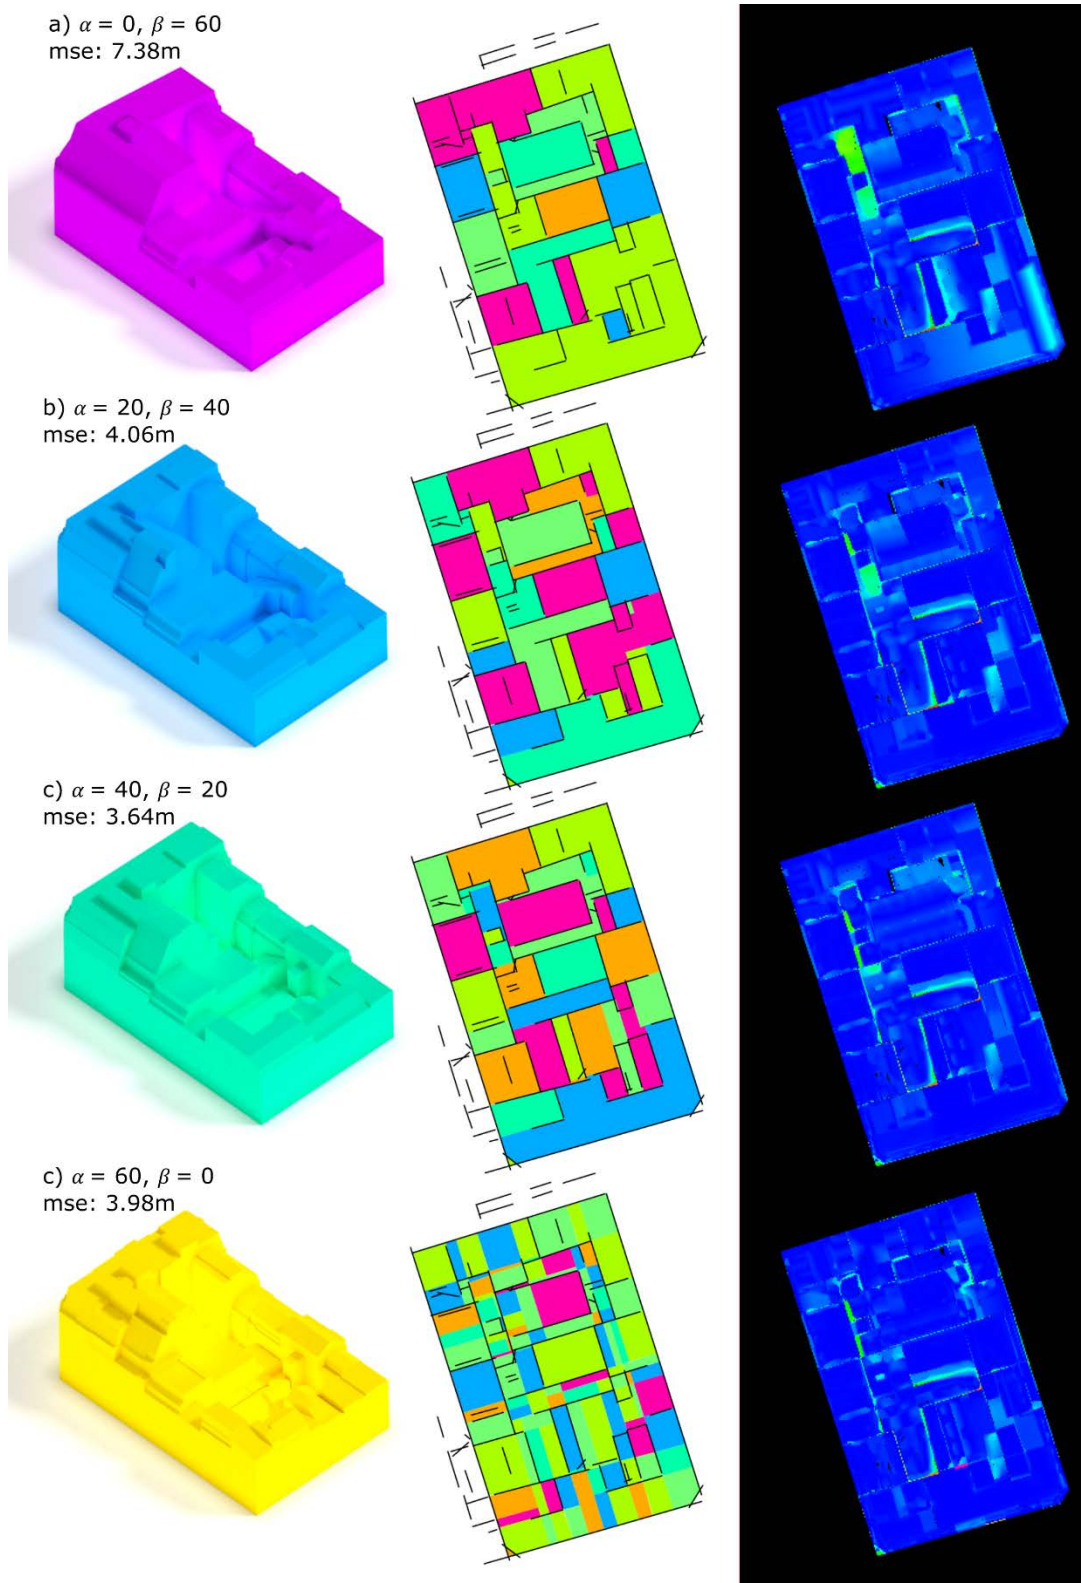 a) α = 0, β = 60
mse: 7.38m
b) α = 20, β = 40
mse: 4.06m
c) α = 40, β = 20
mse: 3.64m
c) α = 60, β = 0
mse: 3.98m